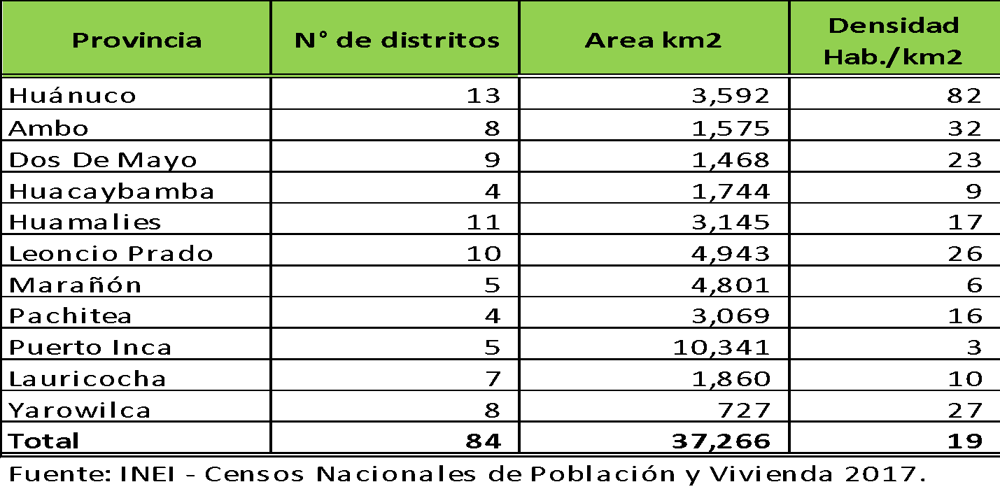 Provincia N° de distritos Area km2 Densidad Hab./km2
Huánuco 13 3,592 82
Ambo 8 1,575 32
Dos De Mayo 9 1,468 23
Huacaybamba 4 1,744 9
Huamalies 11 3,145 17
Leoncio Prado 10 4,943 26
Marañón 5 4,801 6
Pachitea 4 3,069 16
Puerto Inca 5 10,341 3
Lauricocha 7 1,860 10
Yarowilca 8 727 27
Total 84 37,266 19
Fuente: INEI - Censos Nacionales de Población y Vivienda 2017.